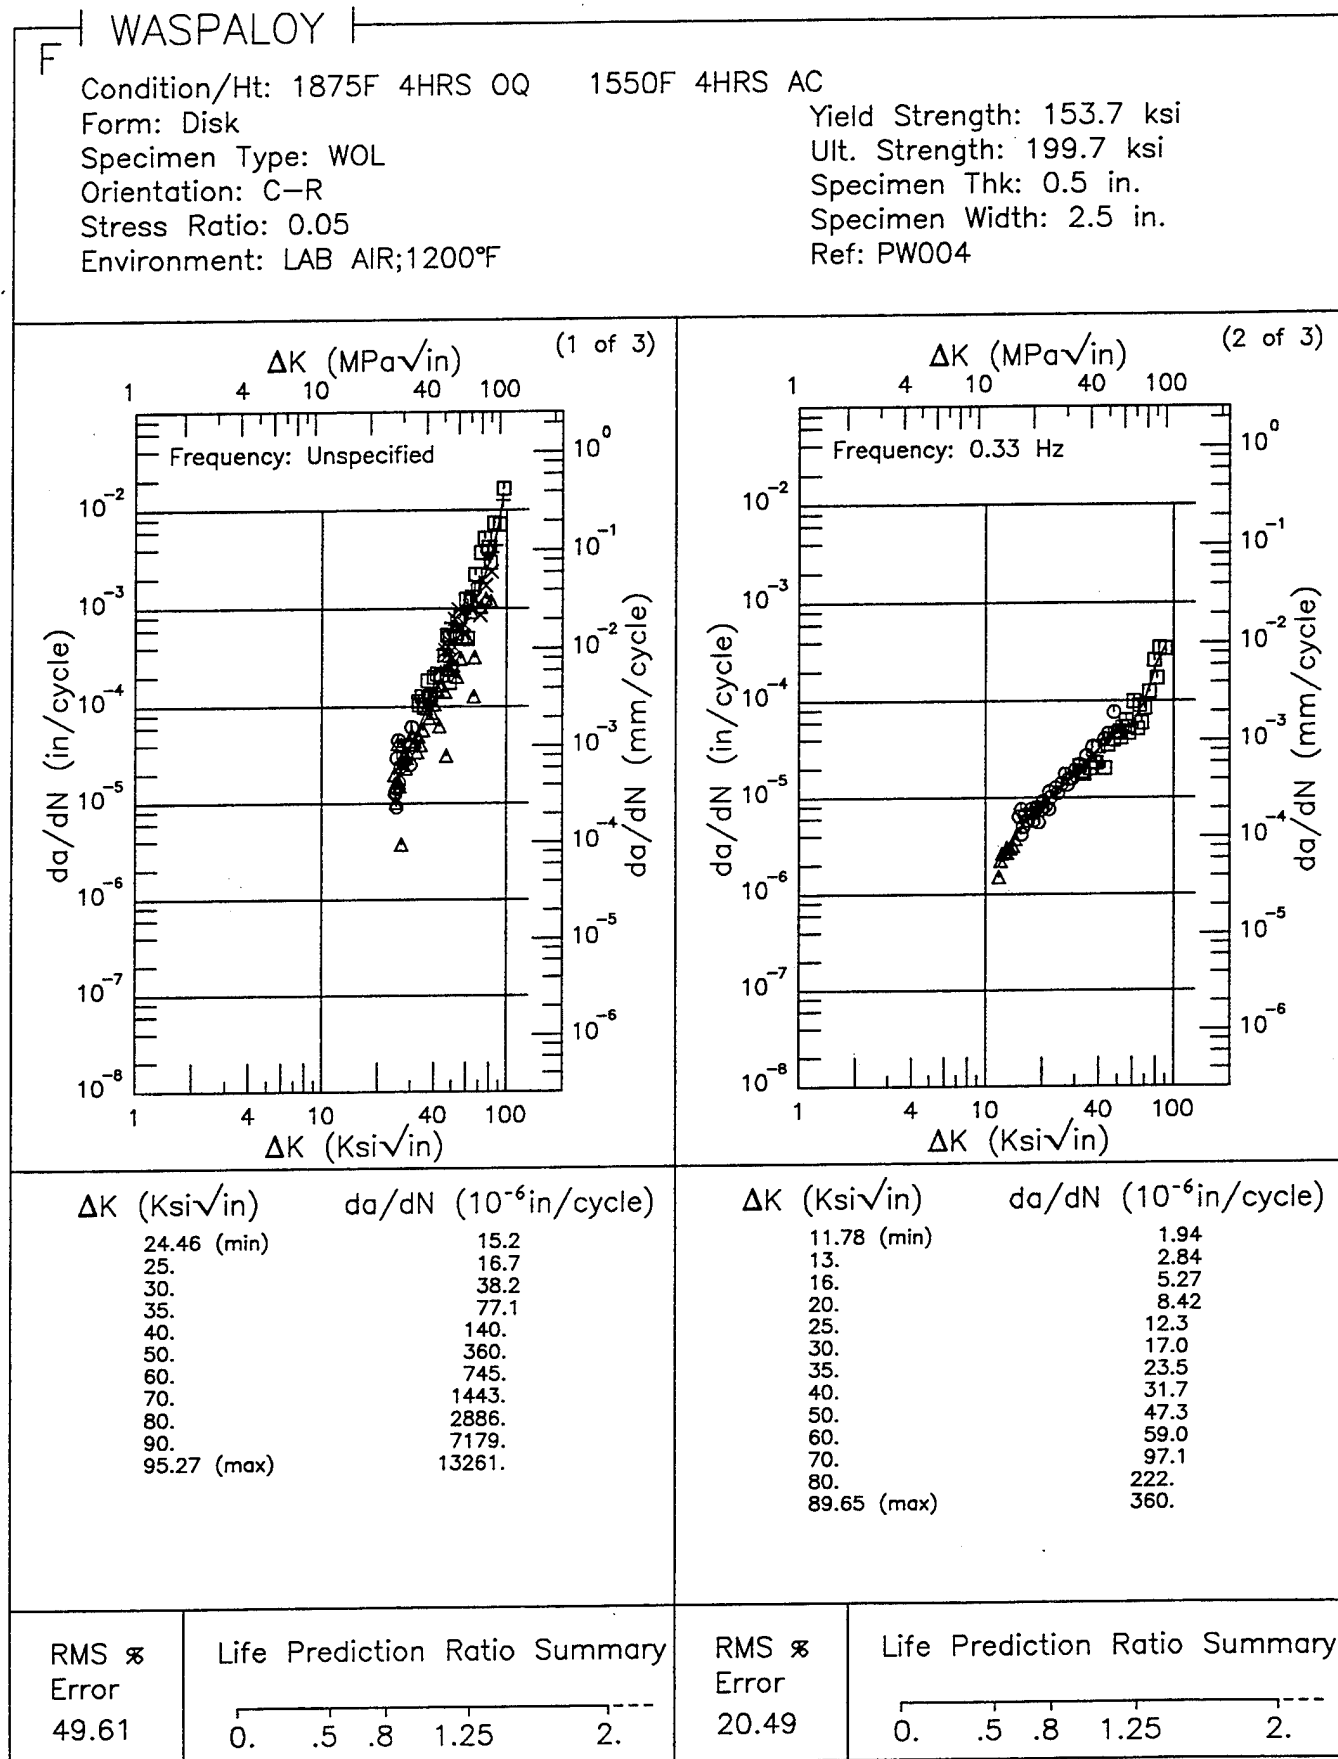 WASPALOY
F
Condition/Ht: 1875F 4HRS OQ 1550F 4HRS AC
Form: Disk
Specimen Type: WOL
Orientation: C-R
Stress Ratio: 0.05
Environment: LAB AIR;1200°F
Yield Strength: 153.7 ksi
Ult. Strength: 199.7 ksi
Specimen Thk: 0.5 in.
Specimen Width: 2.5 in.
Ref: PW004
(1 of 3)
ΔK (MPa√in)
1 4 10 40 100
Frequency: Unspecified
da/dN (in/cycle)
10⁻²
10⁻³
10⁻⁴
10⁻⁵
10⁻⁶
10⁻⁷
10⁻⁸
10⁰
10⁻¹
10⁻²
10⁻³
10⁻⁴
10⁻⁵
10⁻⁶
da/dN (mm/cycle)
1 4 10 40 100
ΔK (Ksi√in)
(2 of 3)
ΔK (MPa√in)
1 4 10 40 100
Frequency: 0.33 Hz
da/dN (in/cycle)
10⁻²
10⁻³
10⁻⁴
10⁻⁵
10⁻⁶
10⁻⁷
10⁻⁸
10⁰
10⁻¹
10⁻²
10⁻³
10⁻⁴
10⁻⁵
10⁻⁶
da/dN (mm/cycle)
1 4 10 40 100
ΔK (Ksi√in)
ΔK (Ksi√in) da/dN (10⁻⁶in/cycle)
24.46 (min) 15.2
25. 16.7
30. 38.2
35. 77.1
40. 140.
50. 360.
60. 745.
70. 1443.
80. 2886.
90. 7179.
95.27 (max) 13261.
ΔK (Ksi√in) da/dN (10⁻⁶in/cycle)
11.78 (min) 1.94
13. 2.84
16. 5.27
20. 8.42
25. 12.3
30. 17.0
35. 23.5
40. 31.7
50. 47.3
60. 59.0
70. 97.1
80. 222.
89.65 (max) 360.
RMS %
Error
49.61
Life Prediction Ratio Summary
0. .5 .8 1.25 2.
RMS %
Error
20.49
Life Prediction Ratio Summary
0. .5 .8 1.25 2.